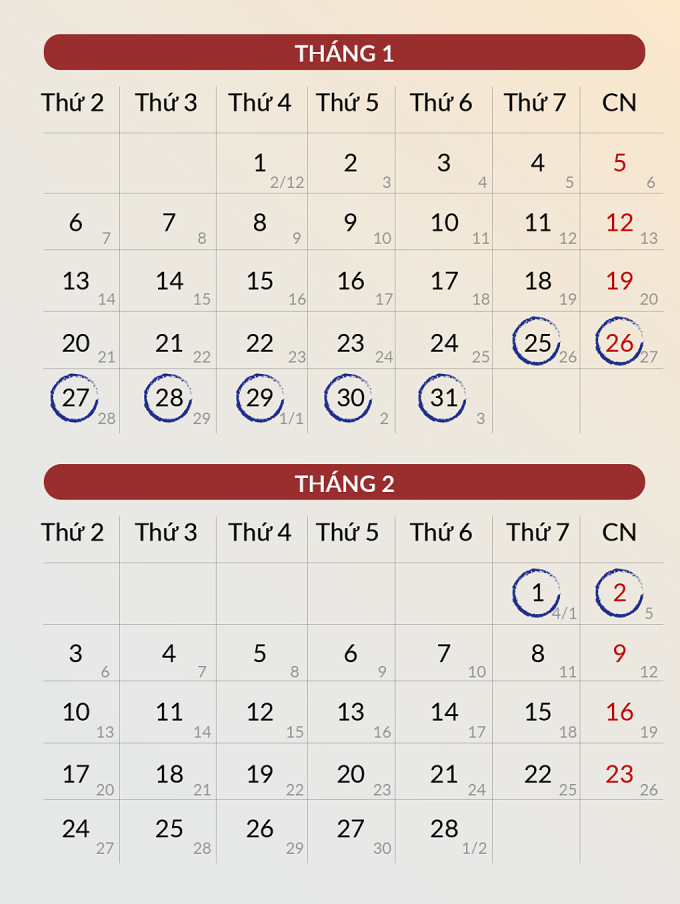 THÁNG 1
Thứ 2 Thứ 3 Thứ 4 Thứ 5 Thứ 6 Thứ 7 CN
1 2 3 4 5
2/12 3 4 5 6
6 7 8 9 10 11 12
7 8 9 10 11 12 13
13 14 15 16 17 18 19
14 15 16 17 18 19 20
20 21 22 23 24 25 26
21 22 23 24 25 26 27
27 28 29 30 31
28 29 1/1 2 3
THÁNG 2
Thứ 2 Thứ 3 Thứ 4 Thứ 5 Thứ 6 Thứ 7 CN
1 2
4/1 5
3 4 5 6 7 8 9
6 7 8 9 10 11 12
10 11 12 13 14 15 16
13 14 15 16 17 18 19
17 18 19 20 21 22 23
20 21 22 23 24 25 26
24 25 26 27 28
27 28 29 30 1/2